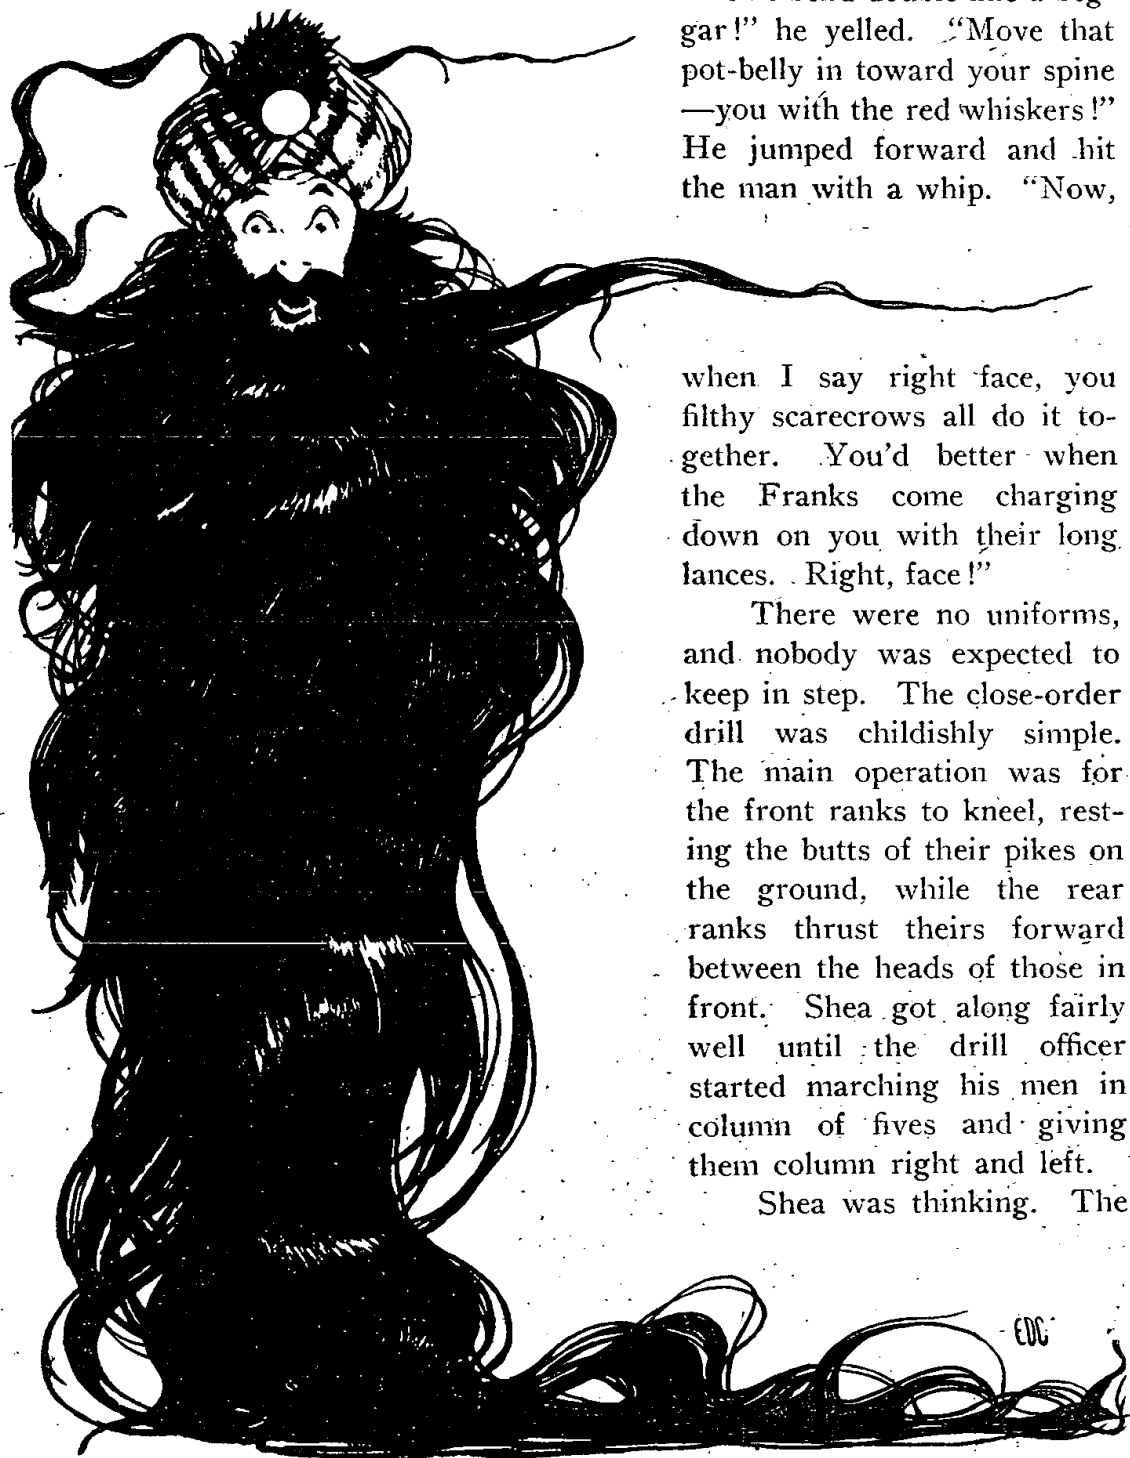 gar!” he yelled. “Move that
pot-belly in toward your spine
—you with the red whiskers!”
He jumped forward and hit
the man with a whip. “Now,
when I say right face, you
filthy scarecrows all do it to-
gether. You’d better when
the Franks come charging
down on you with their long
lances. Right, face!”
There were no uniforms,
and nobody was expected to
keep in step. The close-order
drill was childishly simple.
The main operation was for
the front ranks to kneel, rest-
ing the butts of their pikes on
the ground, while the rear
ranks thrust theirs forward
between the heads of those in
front. Shea got along fairly
well until the drill officer
started marching his men in
column of fives and giving
them column right and left.
Shea was thinking. The
EDC